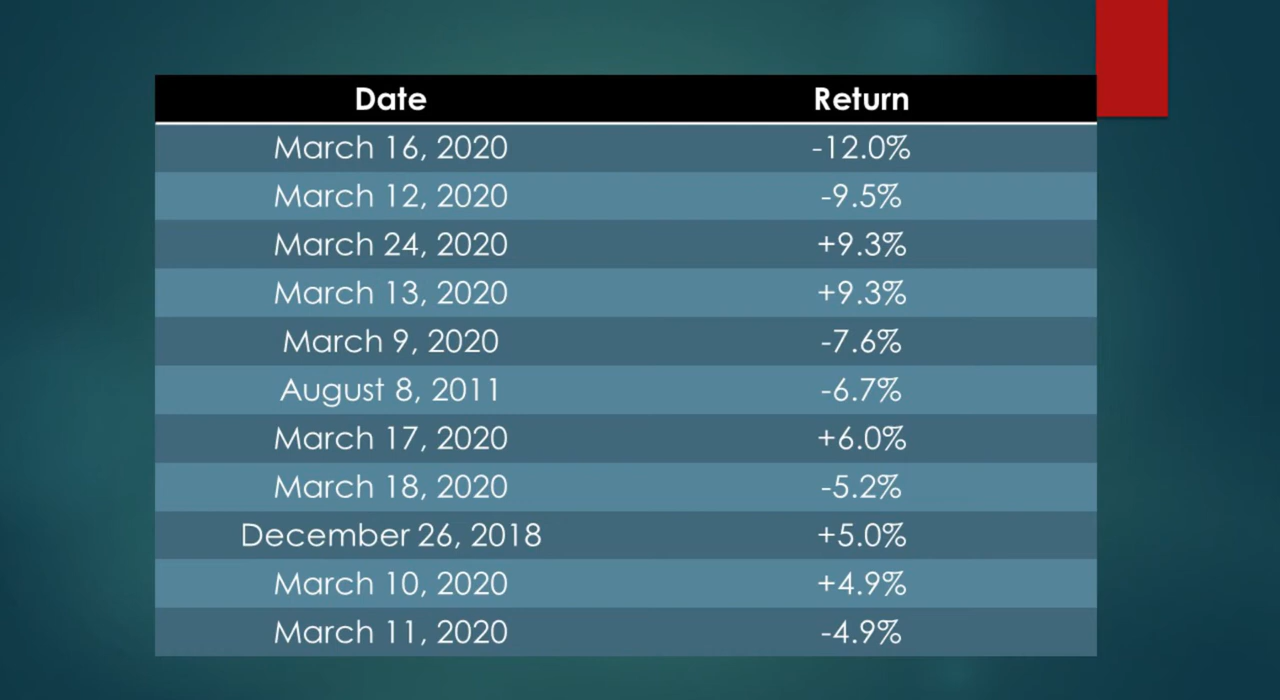 Date Return
March 16, 2020 -12.0%
March 12, 2020 -9.5%
March 24, 2020 +9.3%
March 13, 2020 +9.3%
March 9, 2020 -7.6%
August 8, 2011 -6.7%
March 17, 2020 +6.0%
March 18, 2020 -5.2%
December 26, 2018 +5.0%
March 10, 2020 +4.9%
March 11, 2020 -4.9%